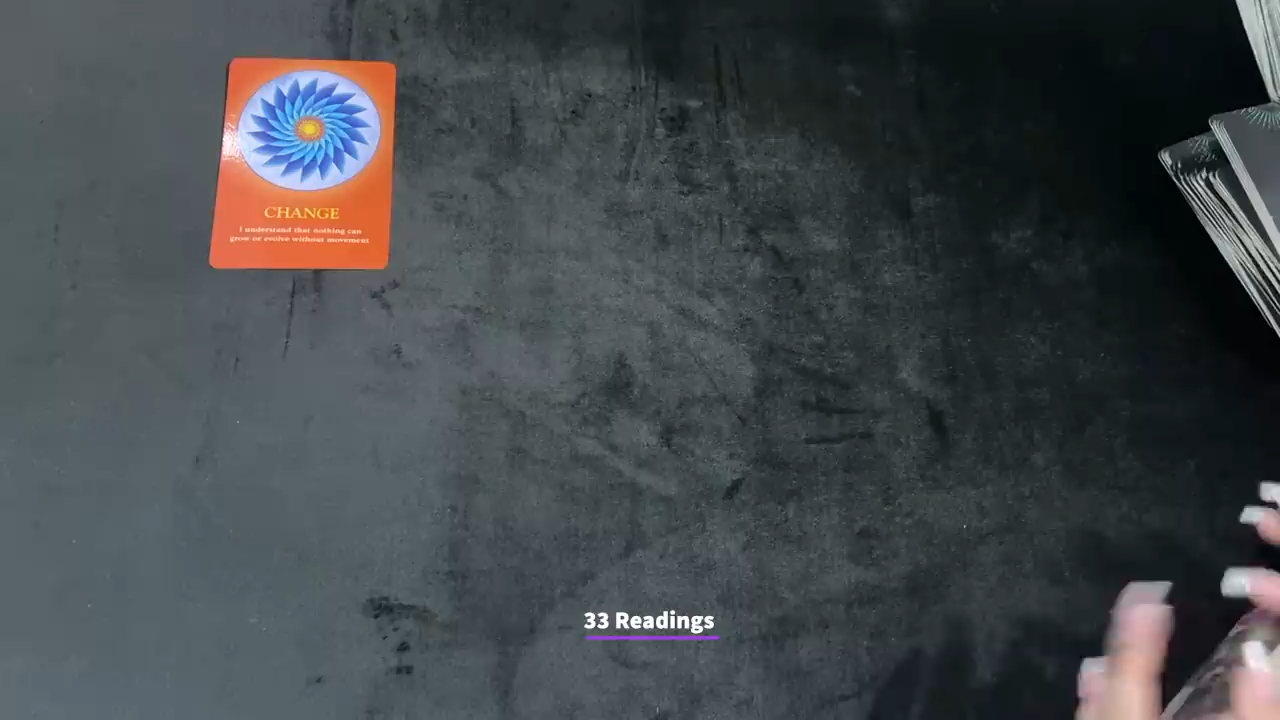 CHANGE
I understand that nothing can
grow or evolve without movement
33 Readings